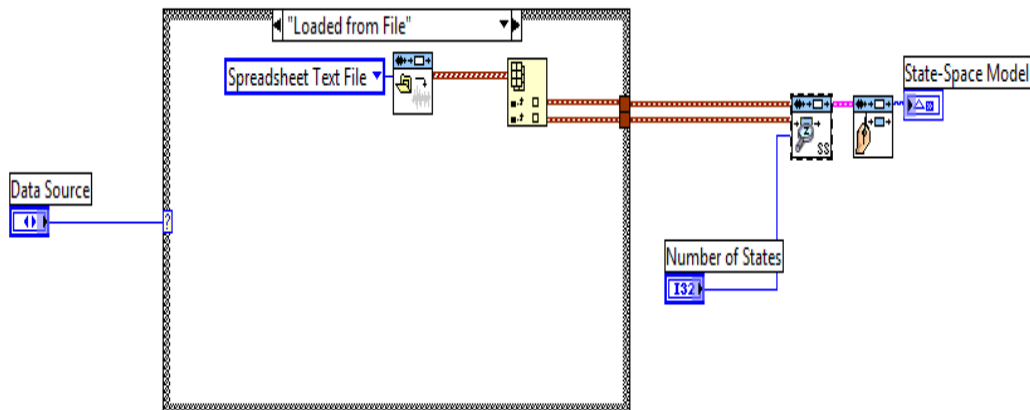 "Loaded from File"
Spreadsheet Text File
State-Space Model
Z
SS
Data Source
?
Number of States
I32